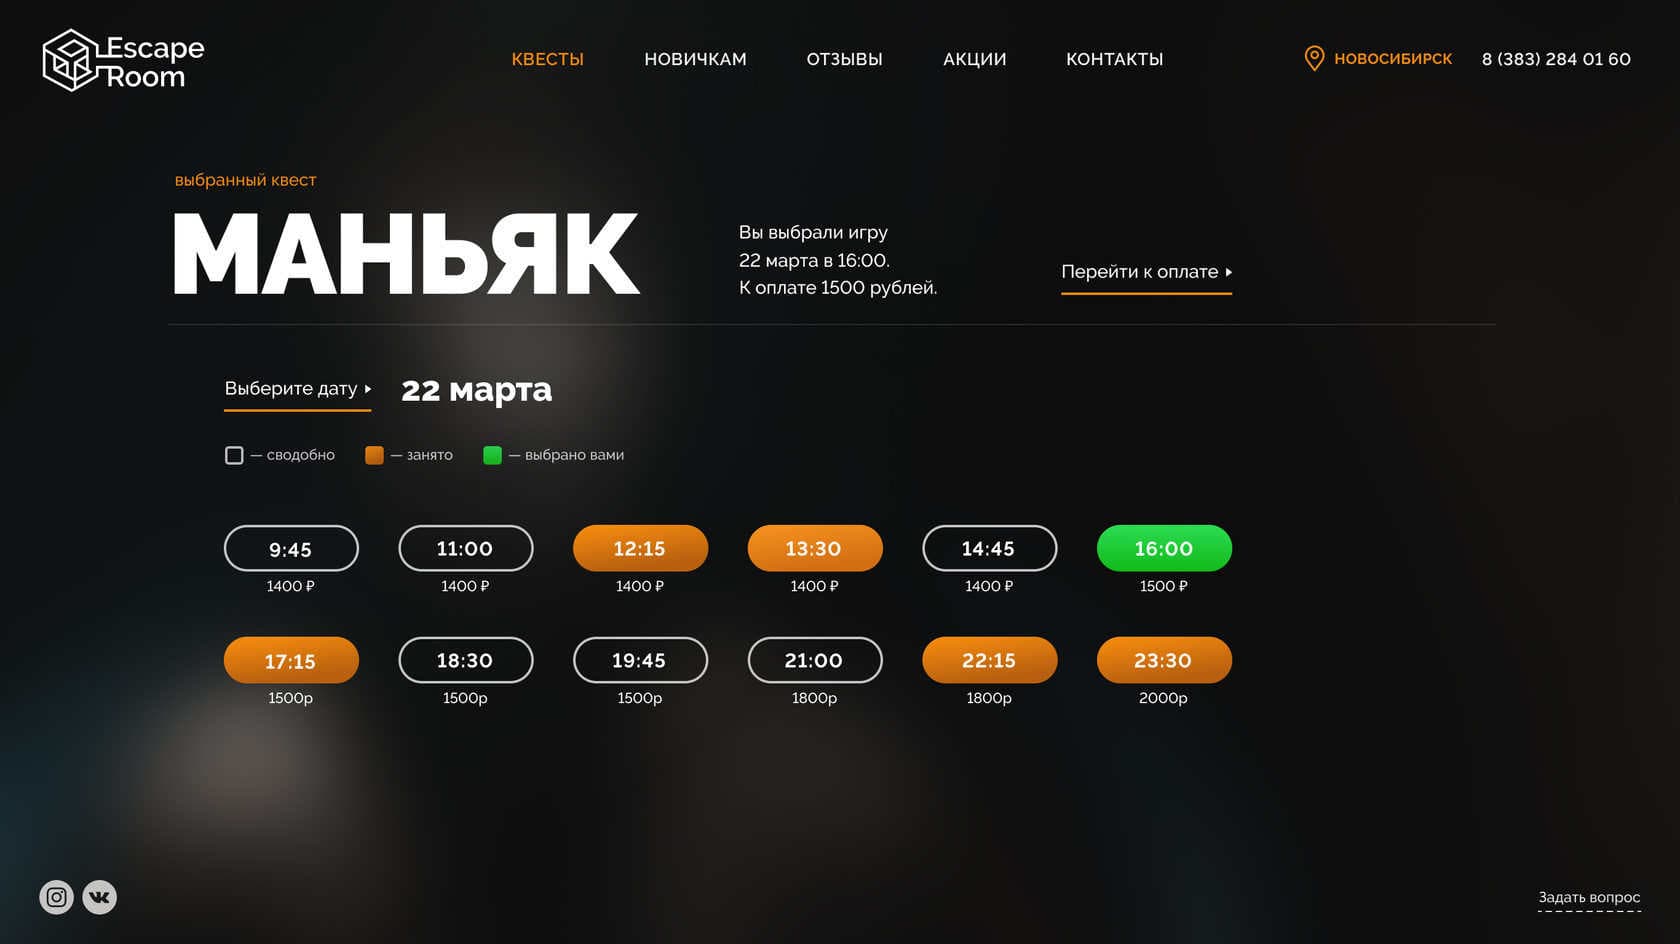 Escape
Room
КВЕСТЫ НОВИЧКАМ ОТЗЫВЫ АКЦИИ КОНТАКТЫ
НОВОСИБИРСК 8 (383) 284 01 60
выбранный квест
МАНЬЯК
Вы выбрали игру
22 марта в 16:00.
К оплате 1500 рублей.
Перейти к оплате
Выберите дату 22 марта
— сводобно — занято — выбрано вами
9:45 11:00 12:15 13:30 14:45 16:00
1400 ₽ 1400 ₽ 1400 ₽ 1400 ₽ 1400 ₽ 1500 ₽
17:15 18:30 19:45 21:00 22:15 23:30
1500р 1500р 1500р 1800р 1800р 2000р
Задать вопрос